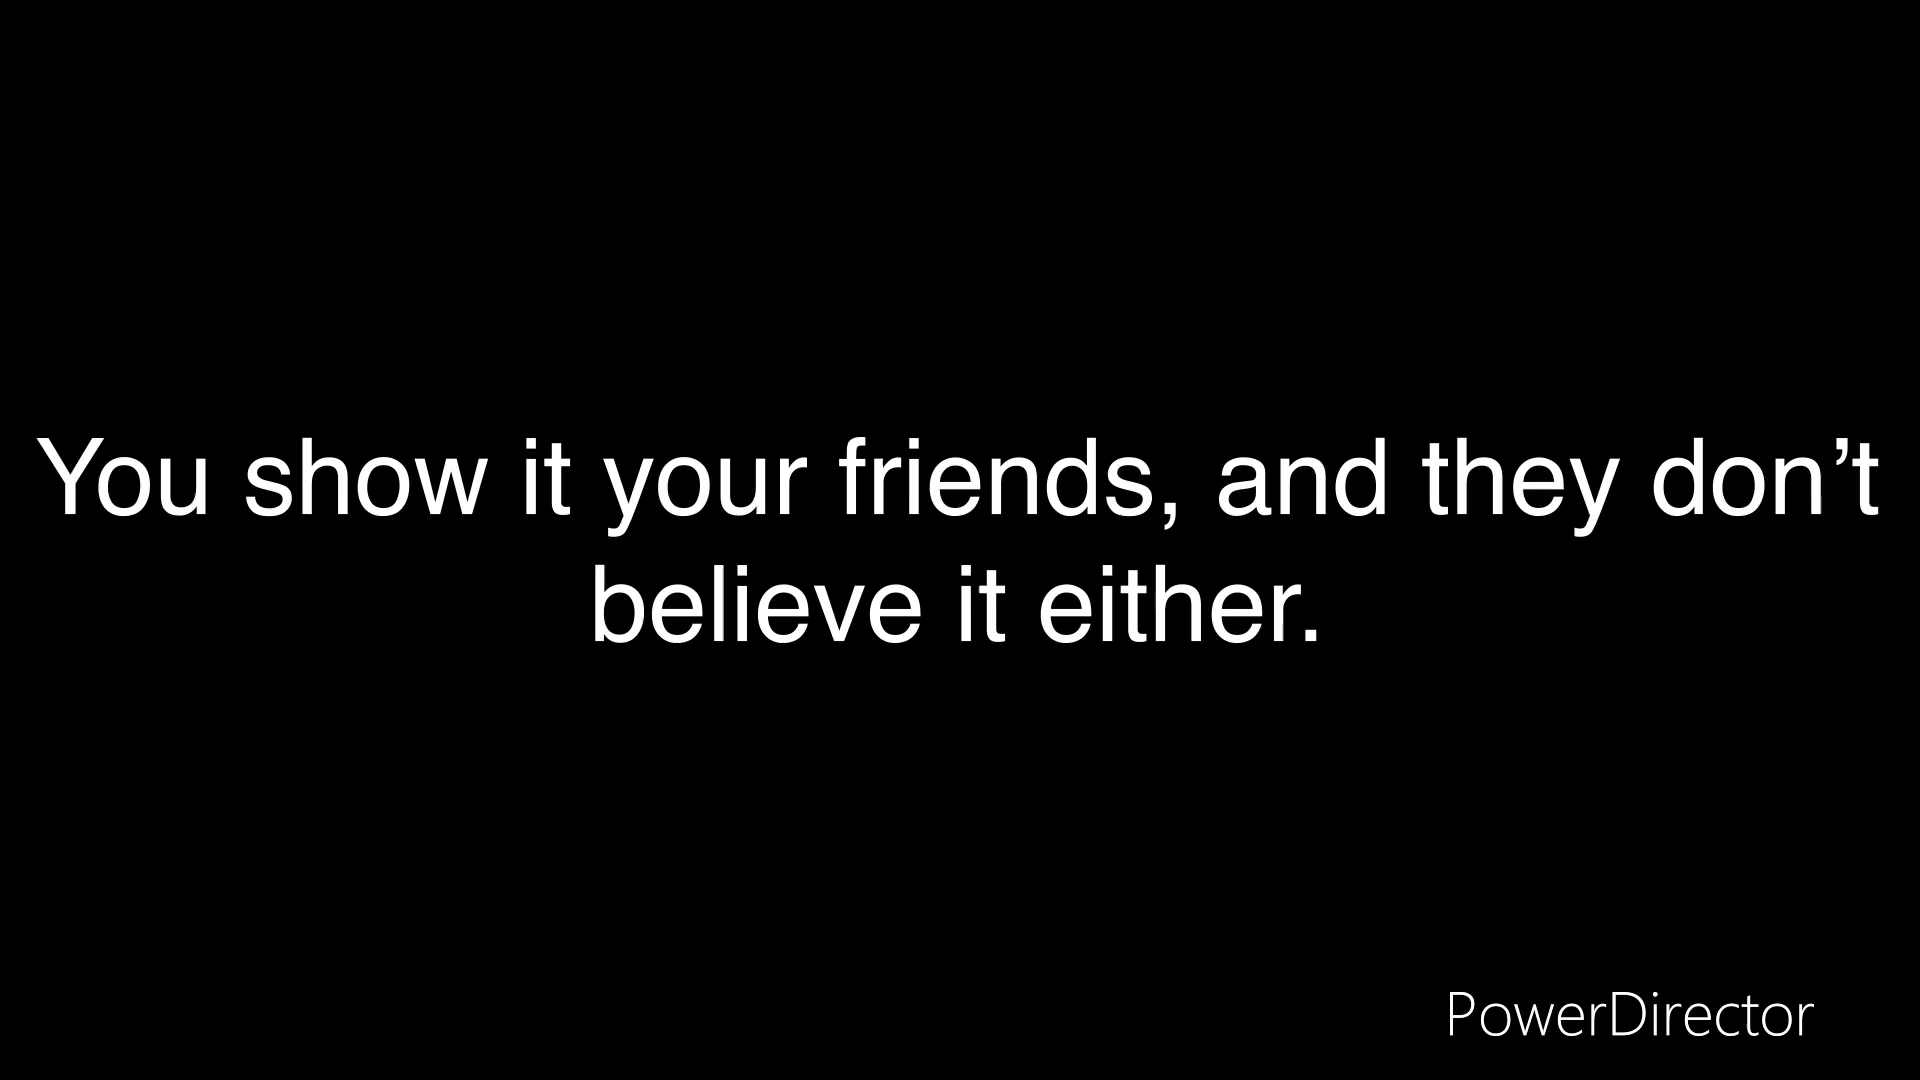 You show it your friends, and they don’t
believe it either.
PowerDirector